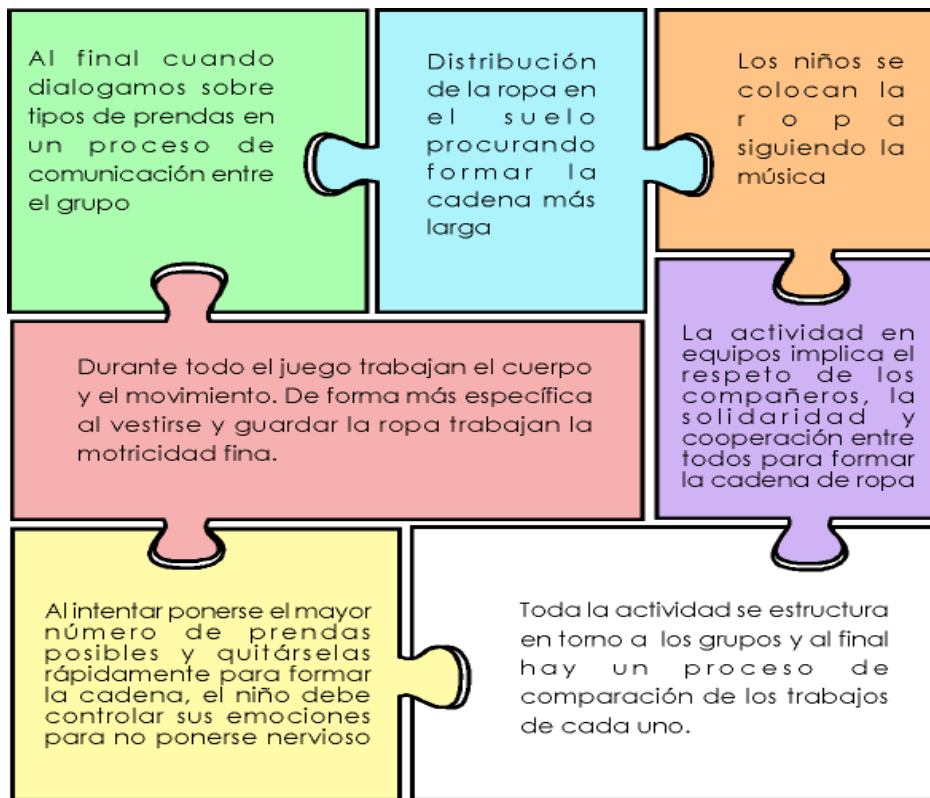 Al final cuando
dialogamos sobre
tipos de prendas en
un proceso de
comunicación entre
el grupo
Distribución
de la ropa en
el suelo
procurando
formar la
cadena más
larga
Los niños se
colocan la
ropa
siguiendo la
música
Durante todo el juego trabajan el cuerpo
y el movimiento. De forma más específica
al vestirse y guardar la ropa trabajan la
motricidad fina.
La actividad en
equipos implica el
respeto de los
compañeros, la
solidaridad y
cooperación entre
todos para formar
la cadena de ropa
Al intentar ponerse el mayor
número de prendas
posibles y quitárselas
rápidamente para formar
la cadena, el niño debe
controlar sus emociones
para no ponerse nervioso
Toda la actividad se estructura
en torno a los grupos y al final
hay un proceso de
comparación de los trabajos
de cada uno.